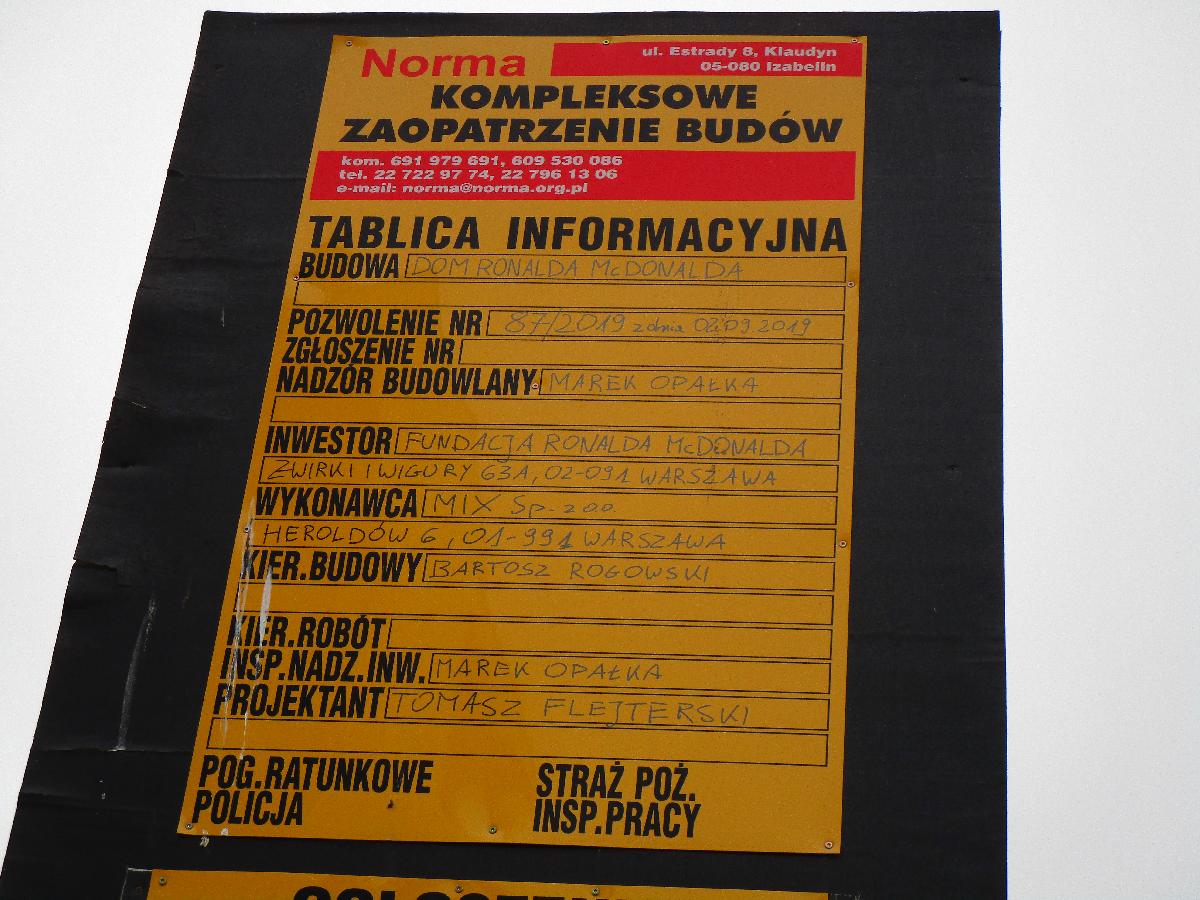 Norma
ul. Estrady 8, Klaudyn
05-080 Izabelin
KOMPLEKSOWE
ZAOPATRZENIE BUDÓW
kom. 691 979 691, 609 530 086
tel. 22 722 97 74, 22 796 13 06
e-mail: norma@norma.org.pl
TABLICA INFORMACYJNA
BUDOWA DOM RONALDA McDONALDA
POZWOLENIE NR 87/2019 z dnia 02.09.2019
ZGŁOSZENIE NR
NADZÓR BUDOWLANY MAREK OPAŁKA
INWESTOR FUNDACJA RONALDA McDONALDA
ŻWIRKI I WIGURY 63A, 02-091 WARSZAWA
WYKONAWCA MIX Sp. z o.o.
HEROLDÓW 6, 01-991 WARSZAWA
KIER.BUDOWY BARTOSZ ROGOWSKI
KIER.ROBÓT
INSP.NADZ.INW. MAREK OPAŁKA
PROJEKTANT TOMASZ FLEJTERSKI
POG.RATUNKOWE STRAŻ POŻ.
POLICJA INSP.PRACY